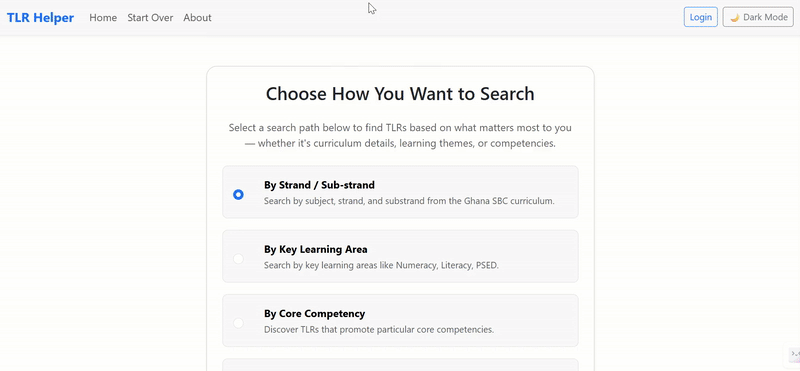 TLR Helper Home Start Over About Login 🌙 Dark Mode
Choose How You Want to Search
Select a search path below to find TLRs based on what matters most to you
— whether it's curriculum details, learning themes, or competencies.
By Strand / Sub-strand
Search by subject, strand, and substrand from the Ghana SBC curriculum.
By Key Learning Area
Search by key learning areas like Numeracy, Literacy, PSED.
By Core Competency
Discover TLRs that promote particular core competencies.